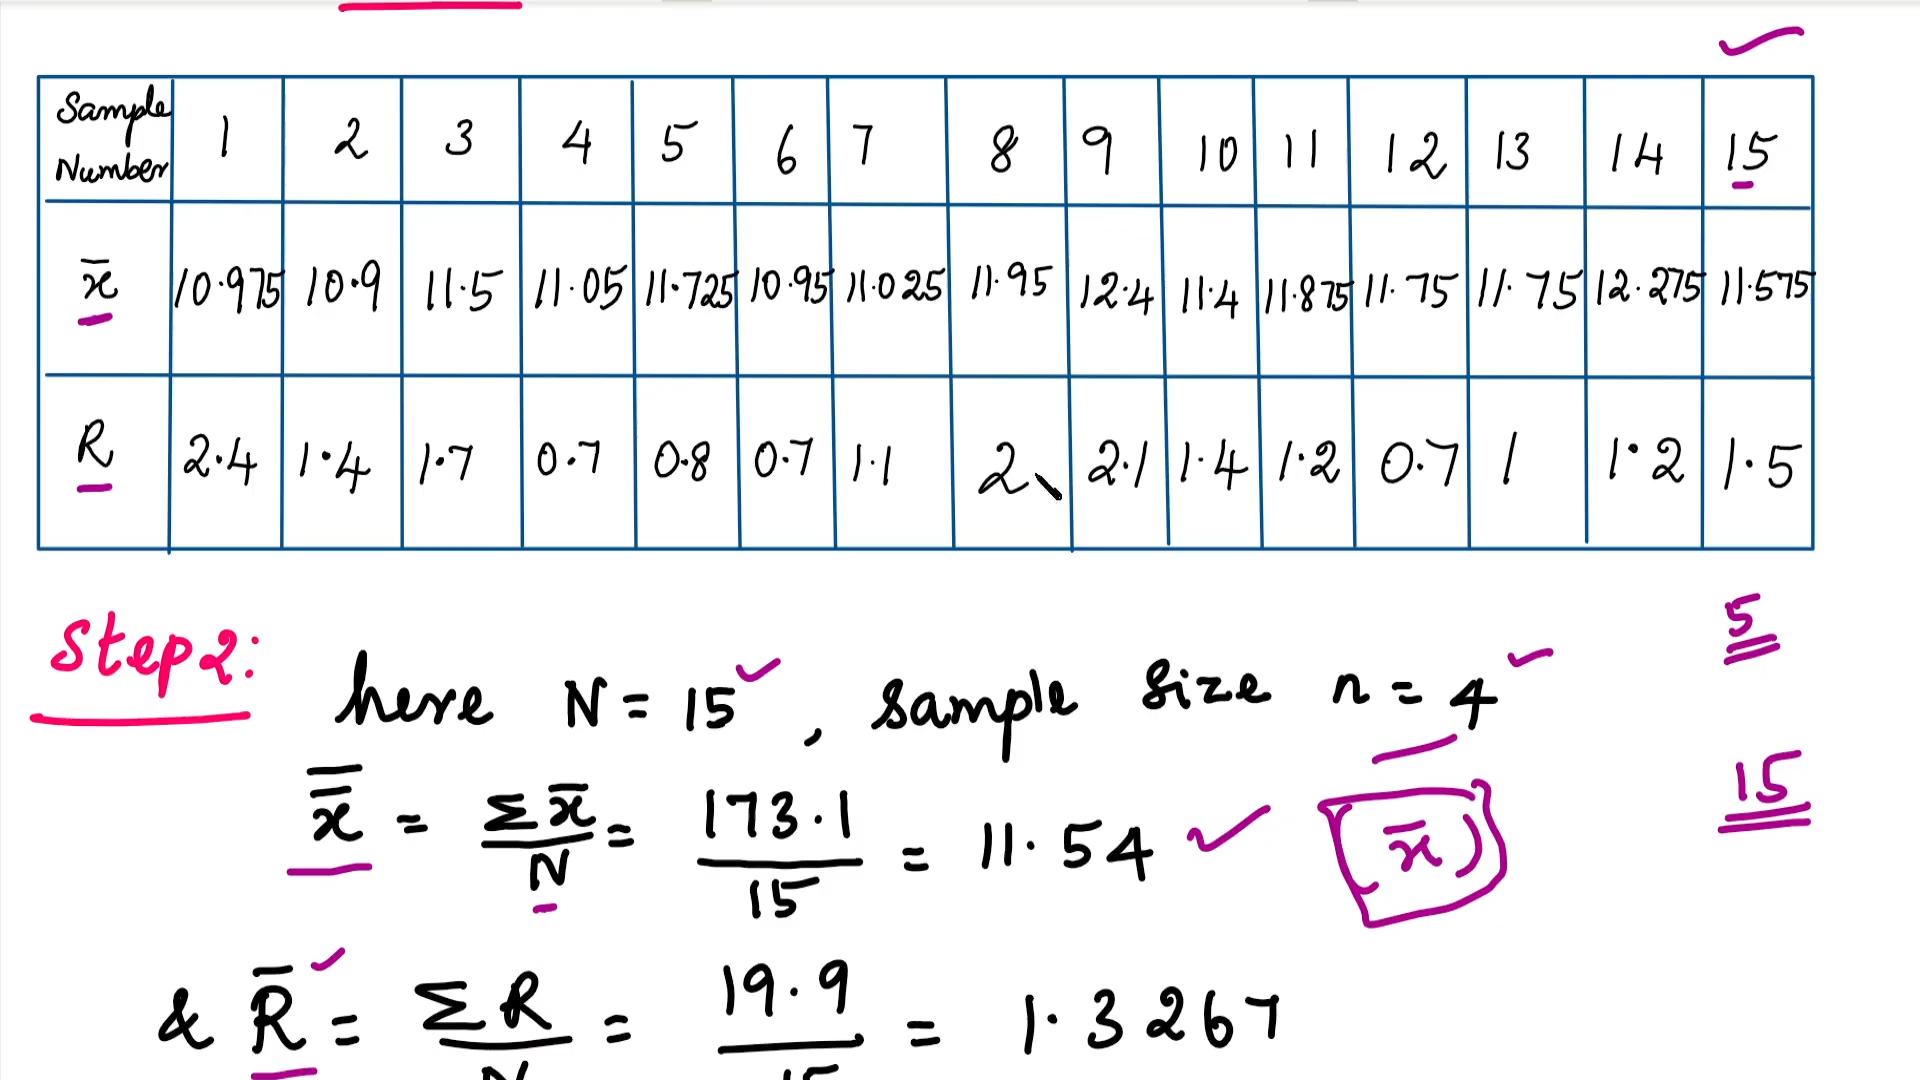 Sample Number 1 2 3 4 5 6 7 8 9 10 11 12 13 14 15
x̄ 10.975 10.9 11.5 11.05 11.725 10.95 11.025 11.95 12.4 11.4 11.875 11.75 11.75 12.275 11.575
R 2.4 1.4 1.7 0.7 0.8 0.7 1.1 2 2.1 1.4 1.2 0.7 1 1.2 1.5
5
Step 2: here N = 15, sample size n = 4
15
x̿ = Σx̄/N = 173.1/15 = 11.54 (x̄)
& R̄ = ΣR/N = 19.9/15 = 1.3267